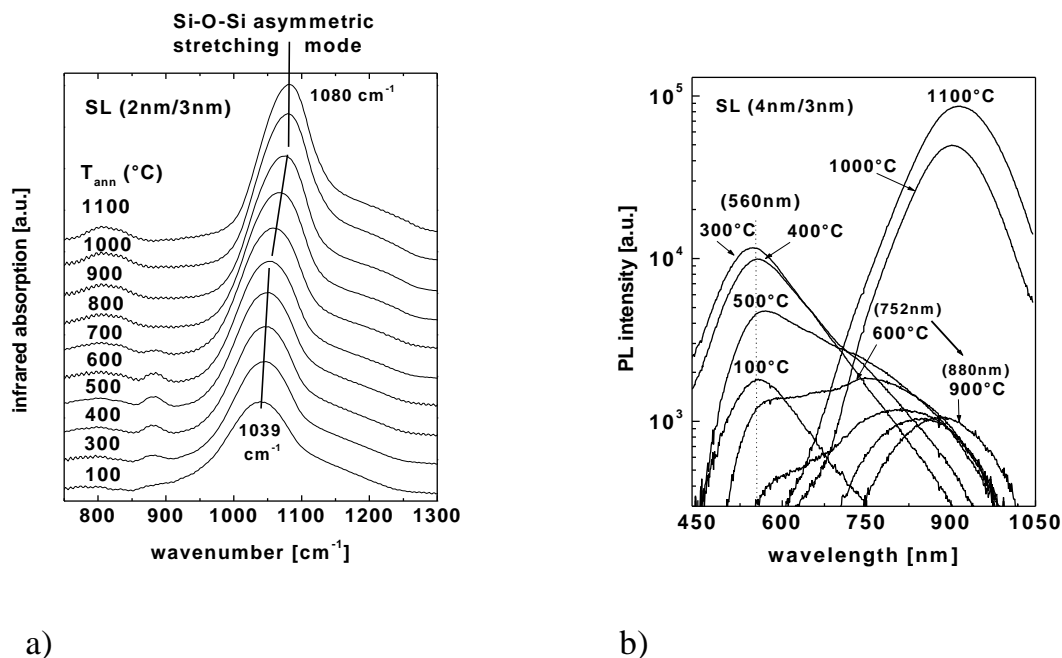 Si-O-Si asymmetric
stretching mode
SL (2nm/3nm)
1080 cm⁻¹
T_ann (°C)
1100
1000
900
800
700
600
500
400
300
100
1039
cm⁻¹
infrared absorption [a.u.]
800 900 1000 1100 1200 1300
wavenumber [cm⁻¹]
a)
SL (4nm/3nm)
1100°C
1000°C
(560nm)
300°C
400°C
500°C
(752nm)
600°C
100°C
(880nm)
900°C
10⁵
10⁴
10³
PL intensity [a.u.]
450 600 750 900 1050
wavelength [nm]
b)